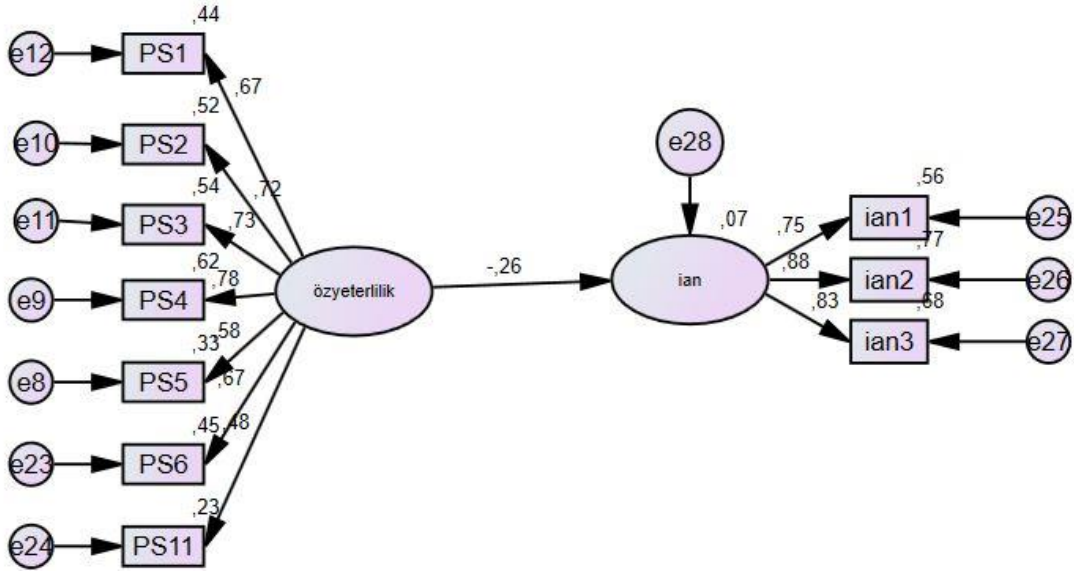 ,44
e12 PS1
,67
,52
e10 PS2
,72
,54
e11 PS3
,73
,62
e9 PS4
,78
,33
,58
e8 PS5
,67
,45
,48
e23 PS6
,23
e24 PS11
özyeterlilik
-,26
e28
,07
ian
,75
,56
ian1 e25
,88
,77
ian2 e26
,83
,68
ian3 e27